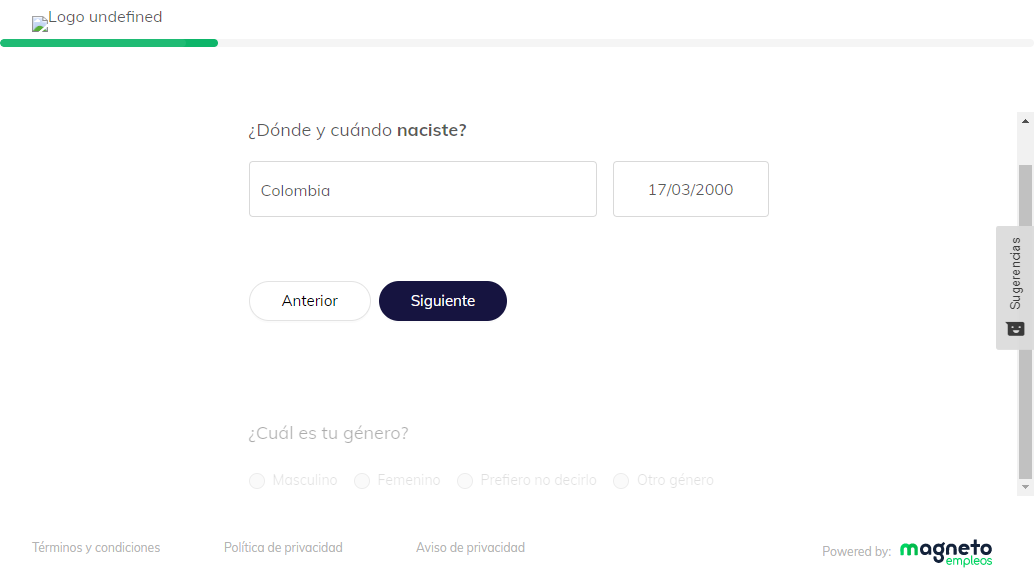 Logo undefined
¿Dónde y cuándo naciste?
Colombia
17/03/2000
Sugerencias
Anterior
Siguiente
¿Cuál es tu género?
Masculino
Femenino
Prefiero no decirlo
Otro género
Términos y condiciones
Política de privacidad
Aviso de privacidad
Powered by:
magneto
empleos